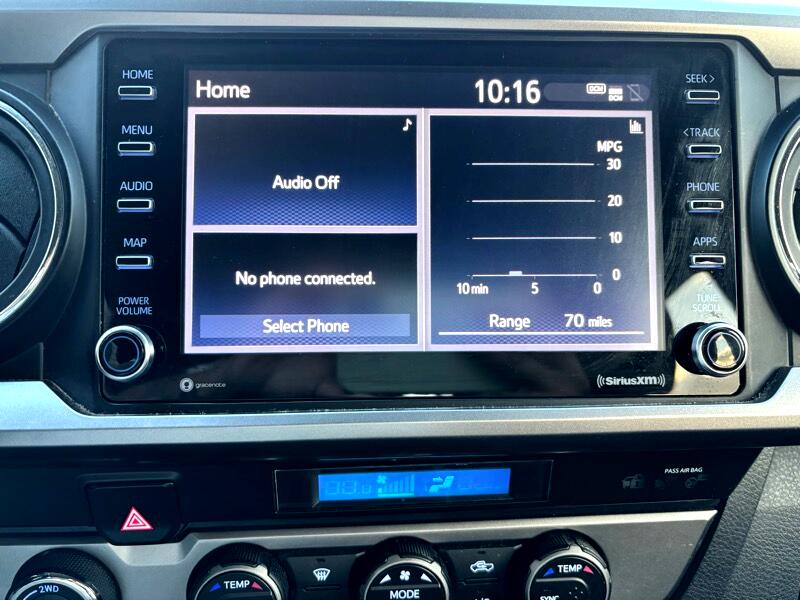 HOME
MENU
AUDIO
MAP
POWER
VOLUME
Home
10:16
DCM
DCM
Audio Off
No phone connected.
Select Phone
MPG
30
20
10
0
10 min 5 0
Range 70 miles
SEEK >
< TRACK
PHONE
APPS
TUNE
SCROLL
gracenote
((SiriusXM))
PASS AIR BAG
2WD
TEMP
MODE
TEMP
SYNC